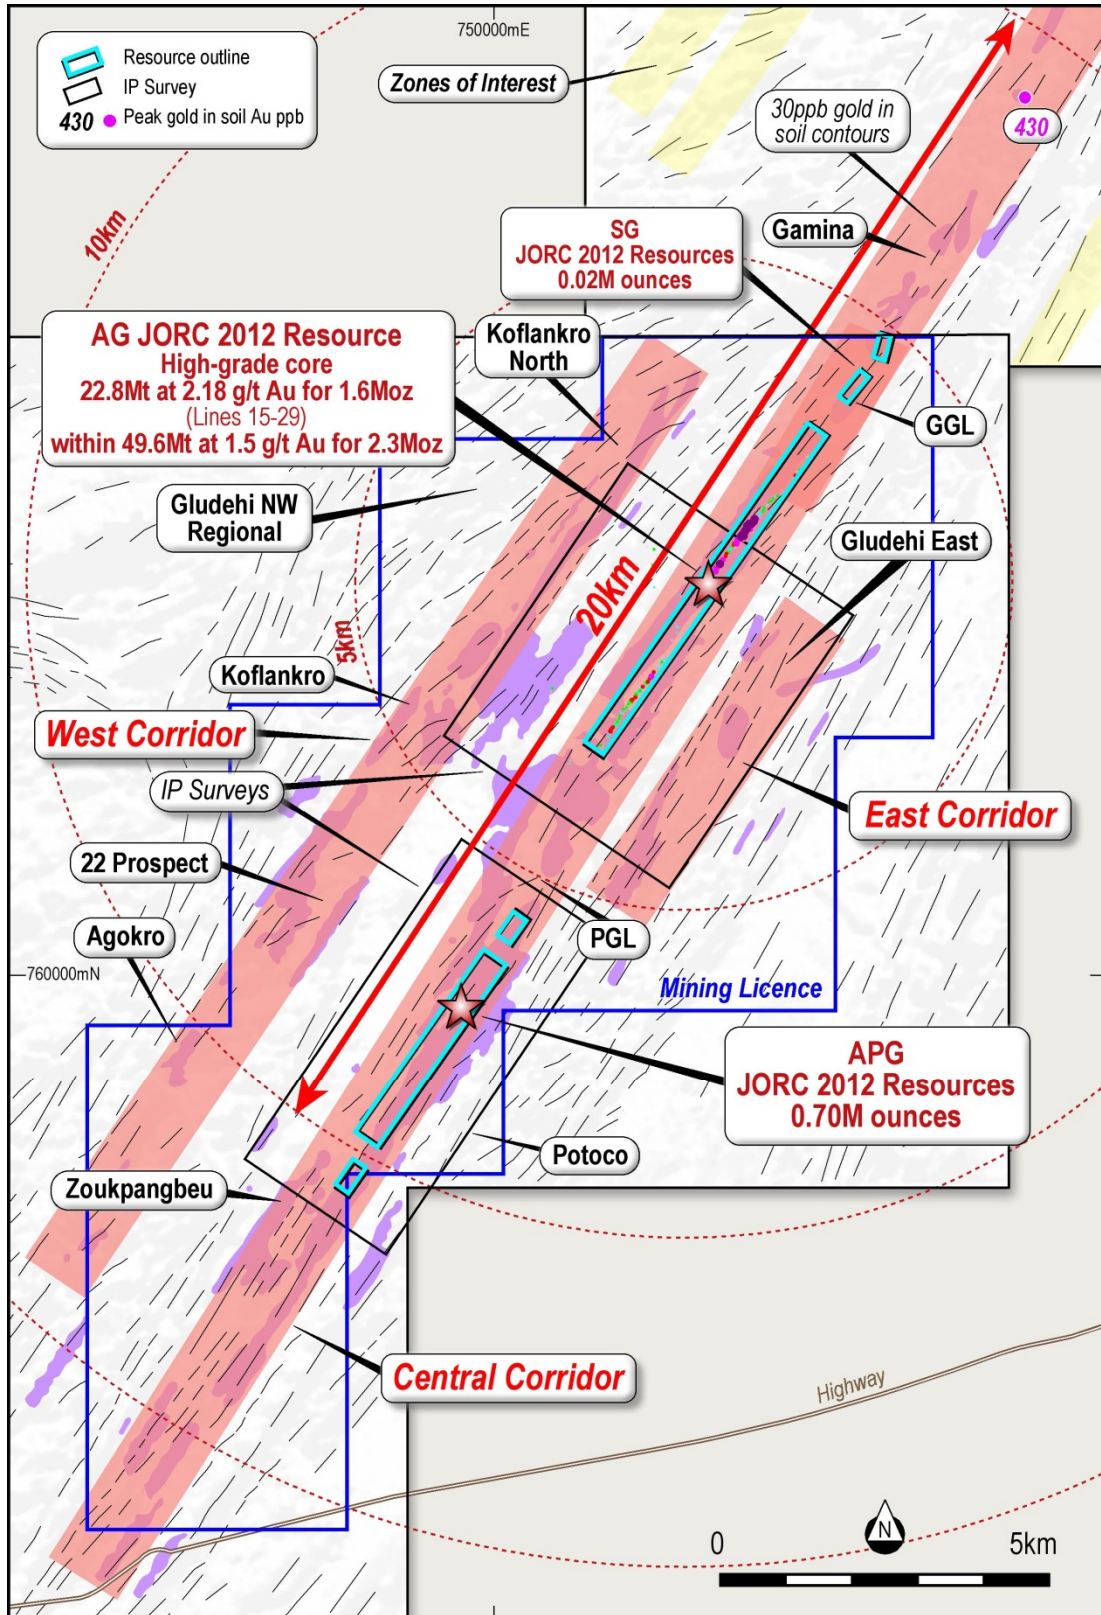 750000mE
Resource outline
IP Survey
430 Peak gold in soil Au ppb
Zones of Interest
30ppb gold in
soil contours
430
10km
SG
JORC 2012 Resources
0.02M ounces
Gamina
AG JORC 2012 Resource
High-grade core
22.8Mt at 2.18 g/t Au for 1.6Moz
(Lines 15-29)
within 49.6Mt at 1.5 g/t Au for 2.3Moz
Koflankro
North
GGL
Gludehi NW
Regional
Gludehi East
20km
5km
Koflankro
West Corridor
IP Surveys
East Corridor
22 Prospect
Agokro
PGL
760000mN
Mining Licence
APG
JORC 2012 Resources
0.70M ounces
Potoco
Zoukpangbeu
Central Corridor
Highway
N
0 5km